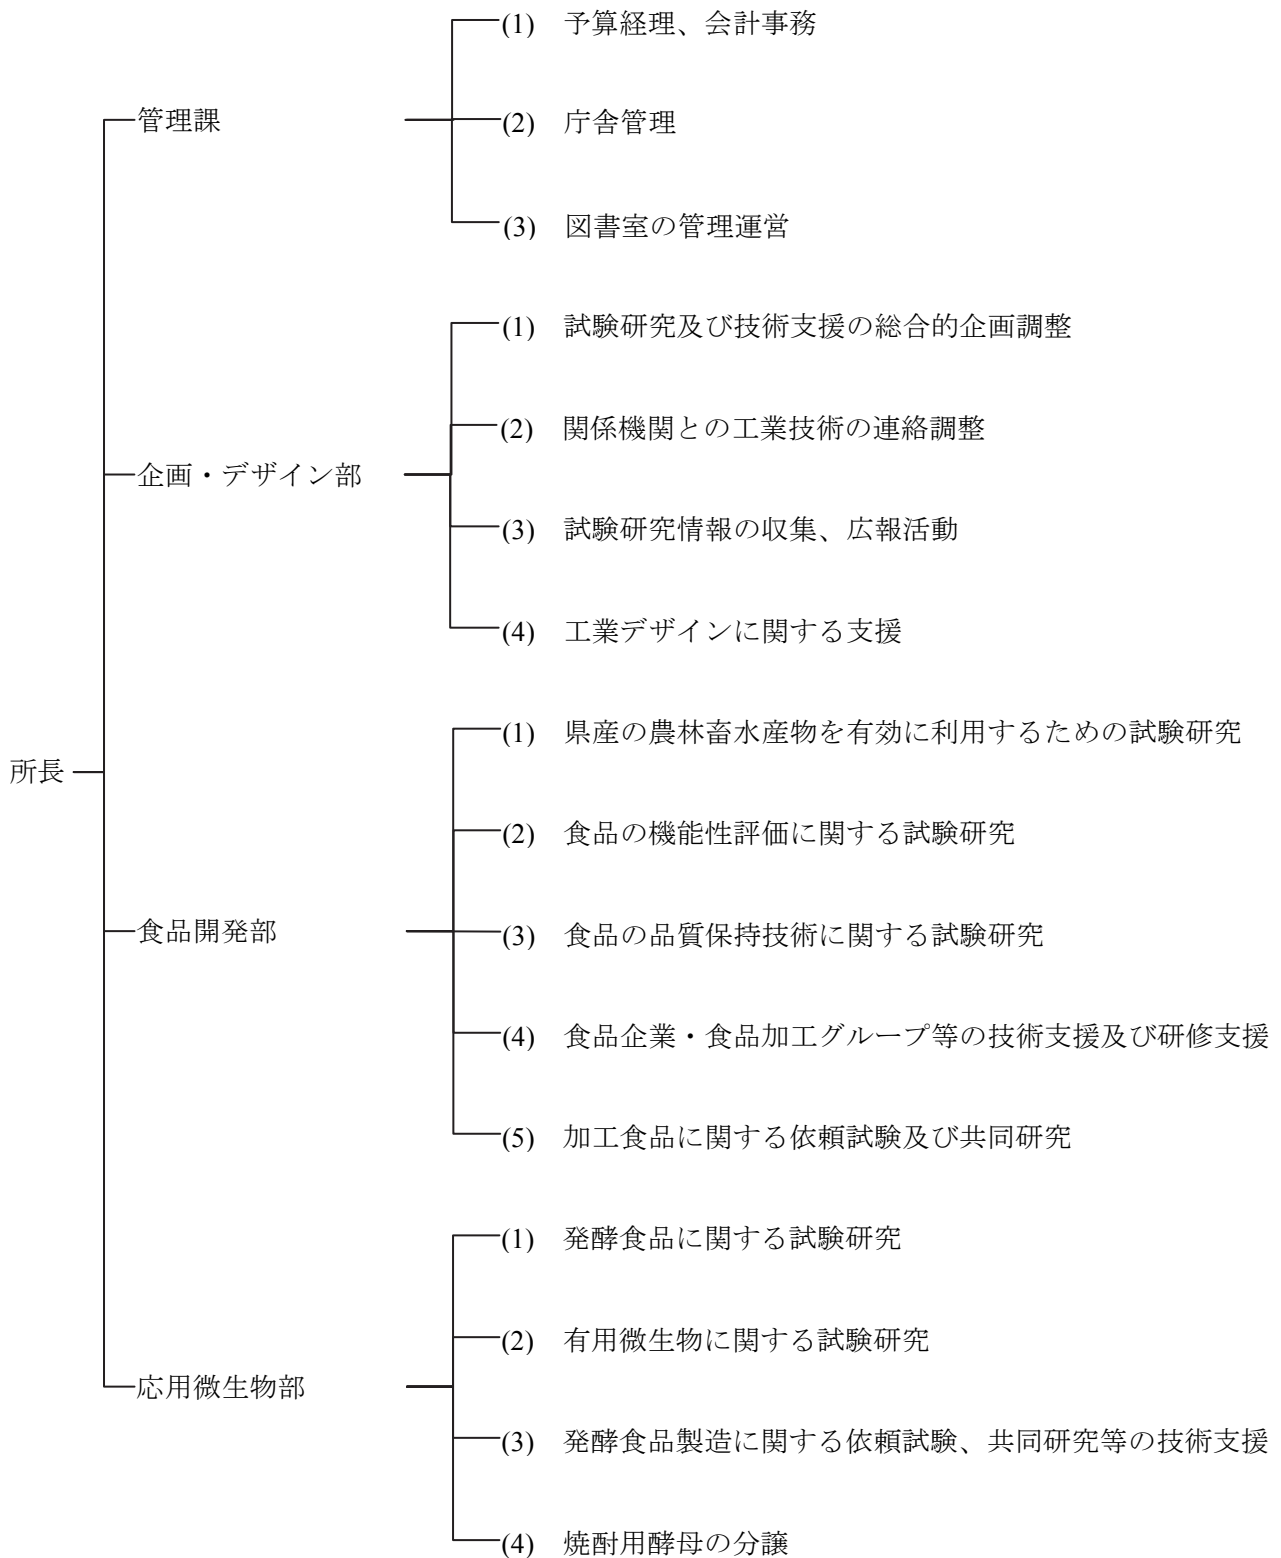 所長
管理課
(1) 予算経理、会計事務
(2) 庁舎管理
(3) 図書室の管理運営
企画・デザイン部
(1) 試験研究及び技術支援の総合的企画調整
(2) 関係機関との工業技術の連絡調整
(3) 試験研究情報の収集、広報活動
(4) 工業デザインに関する支援
食品開発部
(1) 県産の農林畜水産物を有効に利用するための試験研究
(2) 食品の機能性評価に関する試験研究
(3) 食品の品質保持技術に関する試験研究
(4) 食品企業・食品加工グループ等の技術支援及び研修支援
(5) 加工食品に関する依頼試験及び共同研究
応用微生物部
(1) 発酵食品に関する試験研究
(2) 有用微生物に関する試験研究
(3) 発酵食品製造に関する依頼試験、共同研究等の技術支援
(4) 焼酎用酵母の分譲